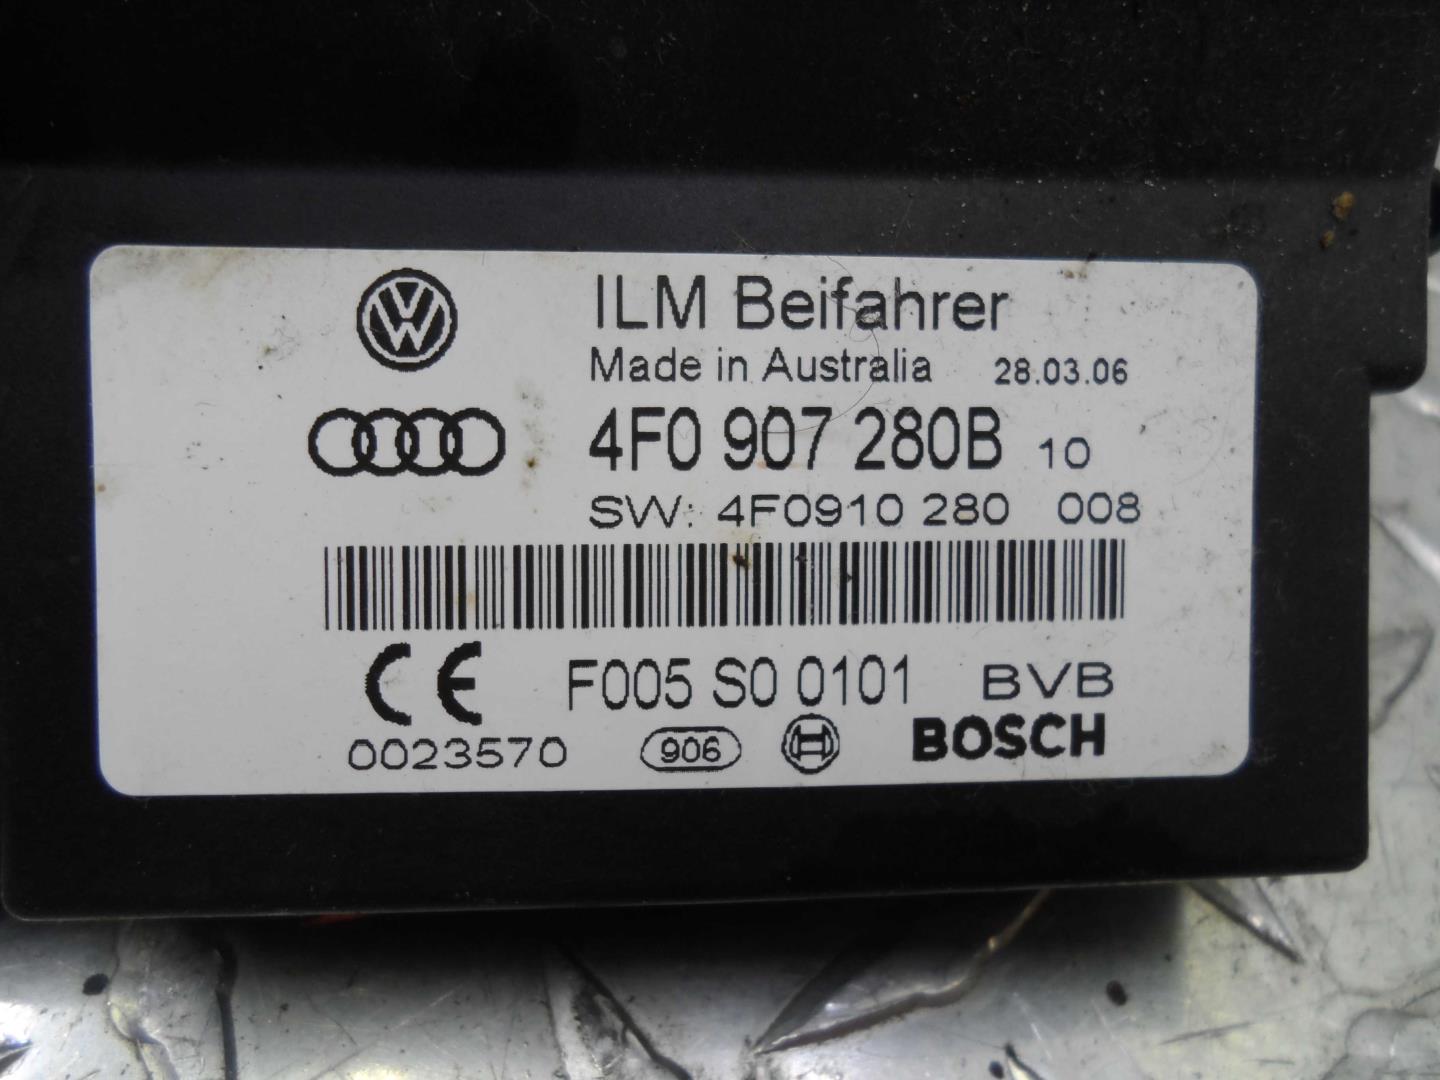 ILM Beifahrer
Made in Australia 28.03.06
4F0 907 280B 10
SW: 4F0910 280 008
CE F005 S0 0101 BVB
0023570 906 BOSCH